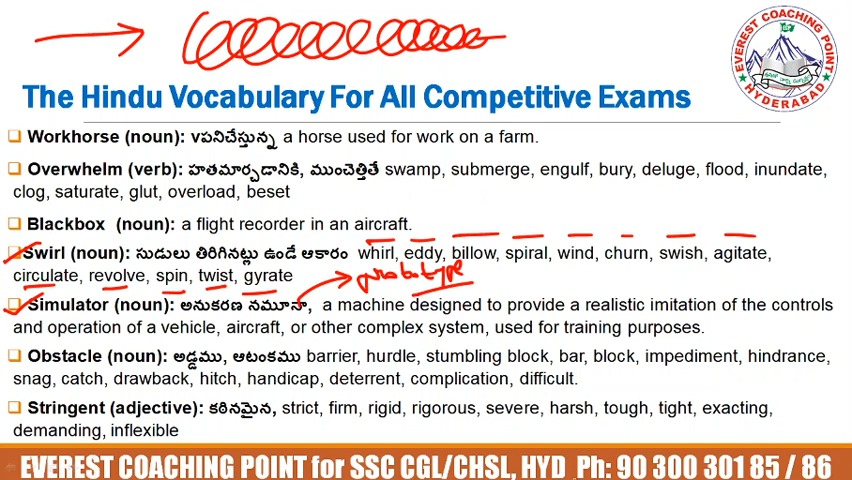 EVEREST COACHING POINT
HYDERABAD
The Hindu Vocabulary For All Competitive Exams
Workhorse (noun): vపనిచేస్తున్న a horse used for work on a farm.
Overwhelm (verb): హతమార్చడానికి, ముంచెత్తితే swamp, submerge, engulf, bury, deluge, flood, inundate,
clog, saturate, glut, overload, beset
Blackbox (noun): a flight recorder in an aircraft.
Swirl (noun): సుడులు తిరిగినట్లు ఉండే ఆకారం whirl, eddy, billow, spiral, wind, churn, swish, agitate,
circulate, revolve, spin, twist, gyrate
prototype
Simulator (noun): అనుకరణ నమూనా, a machine designed to provide a realistic imitation of the controls
and operation of a vehicle, aircraft, or other complex system, used for training purposes.
Obstacle (noun): అడ్డము, ఆటంకము barrier, hurdle, stumbling block, bar, block, impediment, hindrance,
snag, catch, drawback, hitch, handicap, deterrent, complication, difficult.
Stringent (adjective): కఠినమైన, strict, firm, rigid, rigorous, severe, harsh, tough, tight, exacting,
demanding, inflexible
EVEREST COACHING POINT for SSC CGL/CHSL, HYD Ph: 90 300 301 85 / 86